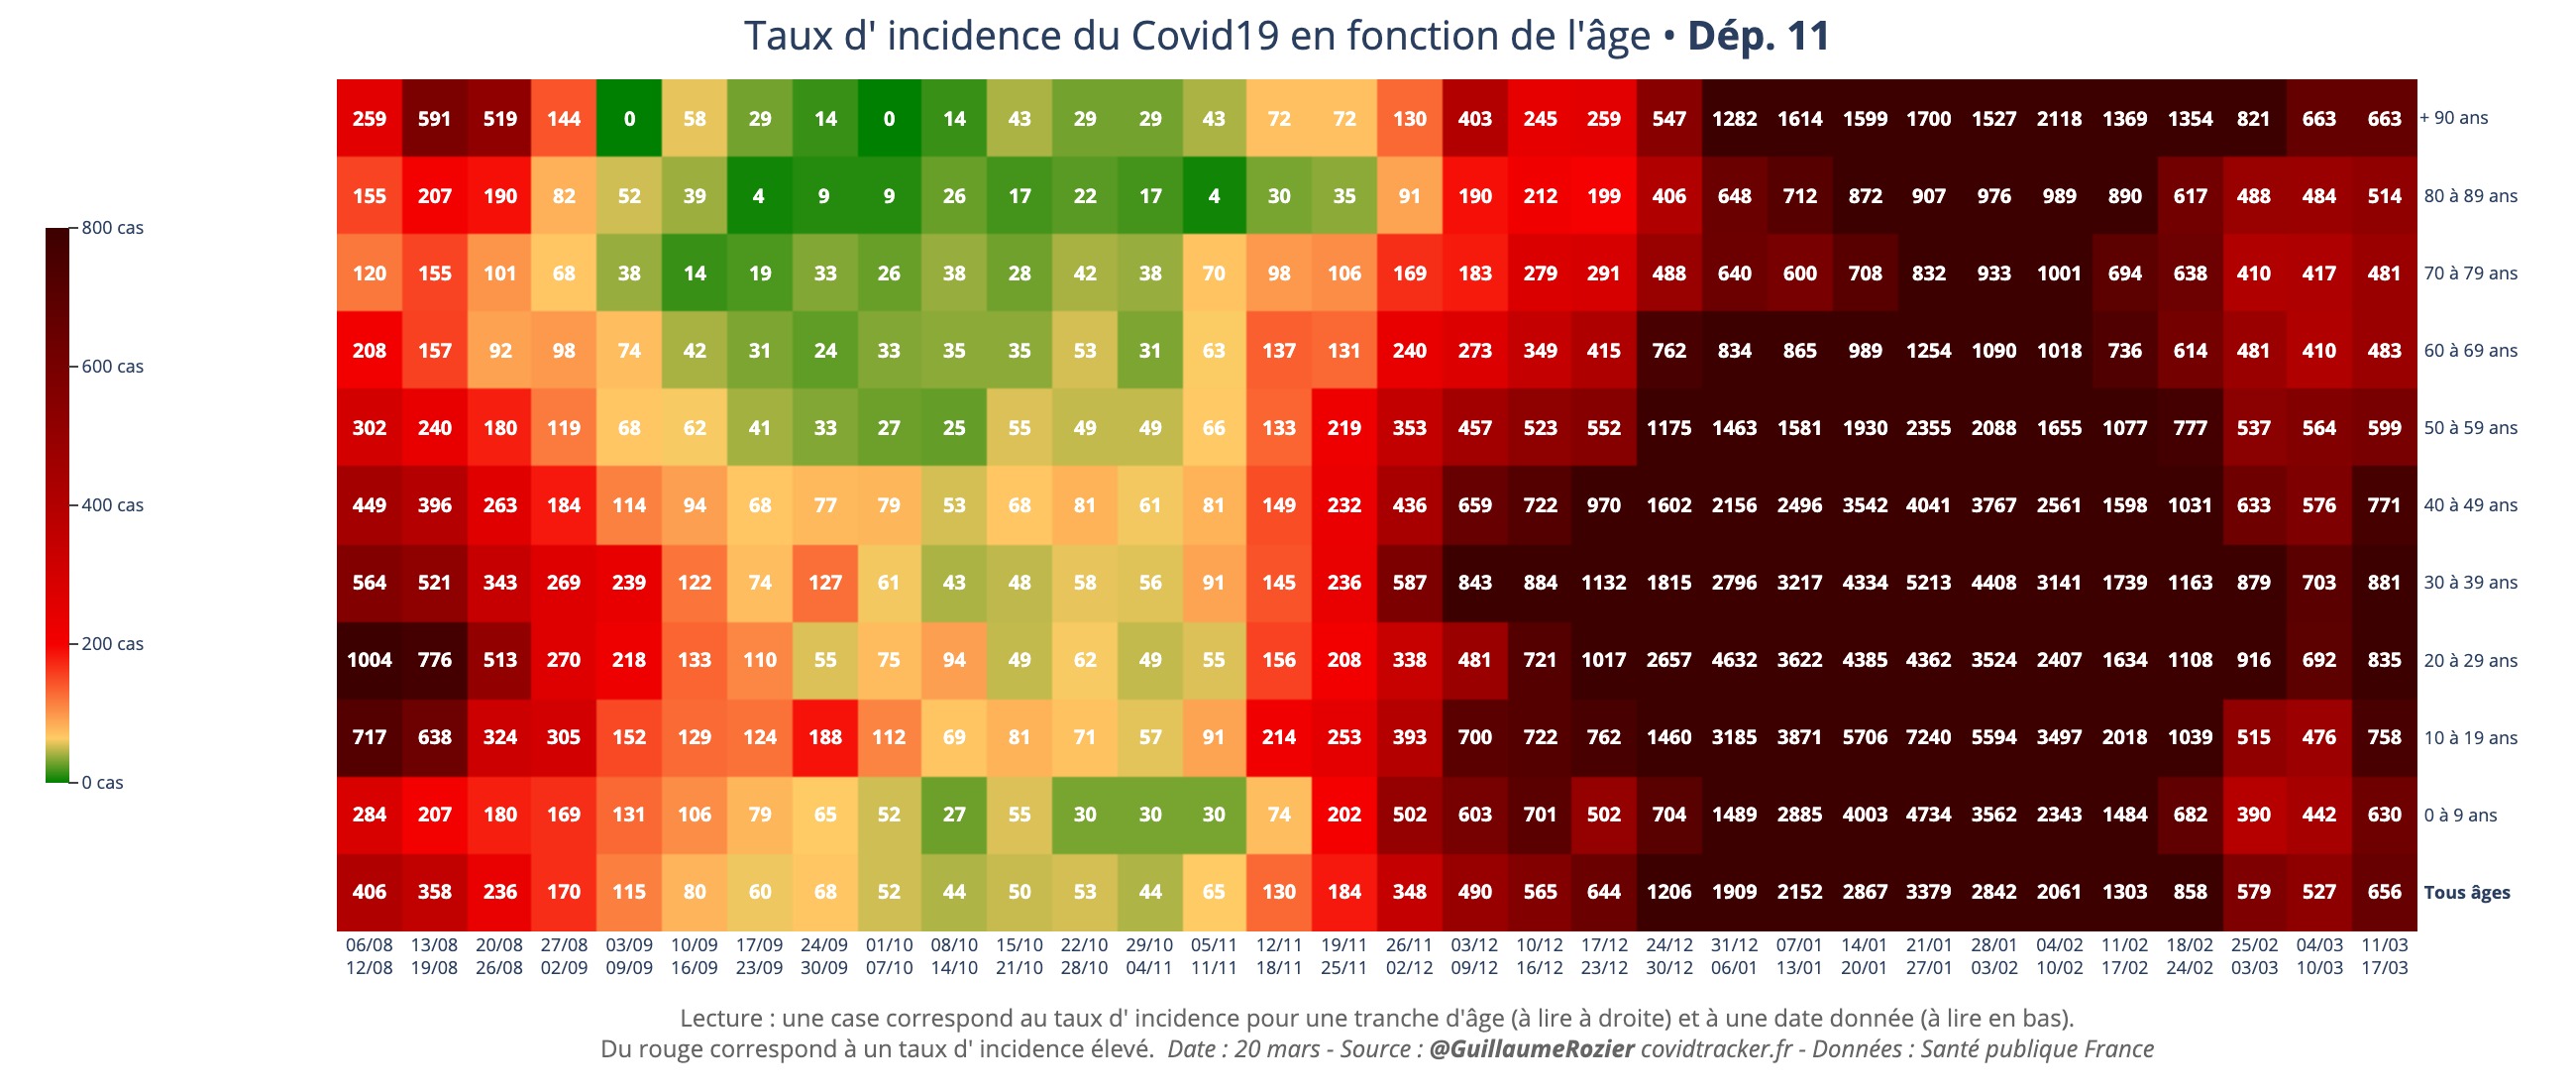 Taux d' incidence du Covid19 en fonction de l'âge • Dép. 11
800 cas
600 cas
400 cas
200 cas
0 cas
259 591 519 144 0 58 29 14 0 14 43 29 29 43 72 72 130 403 245 259 547 1282 1614 1599 1700 1527 2118 1369 1354 821 663 663 + 90 ans
155 207 190 82 52 39 4 9 9 26 17 22 17 4 30 35 91 190 212 199 406 648 712 872 907 976 989 890 617 488 484 514 80 à 89 ans
120 155 101 68 38 14 19 33 26 38 28 42 38 70 98 106 169 183 279 291 488 640 600 708 832 933 1001 694 638 410 417 481 70 à 79 ans
208 157 92 98 74 42 31 24 33 35 35 53 31 63 137 131 240 273 349 415 762 834 865 989 1254 1090 1018 736 614 481 410 483 60 à 69 ans
302 240 180 119 68 62 41 33 27 25 55 49 49 66 133 219 353 457 523 552 1175 1463 1581 1930 2355 2088 1655 1077 777 537 564 599 50 à 59 ans
449 396 263 184 114 94 68 77 79 53 68 81 61 81 149 232 436 659 722 970 1602 2156 2496 3542 4041 3767 2561 1598 1031 633 576 771 40 à 49 ans
564 521 343 269 239 122 74 127 61 43 48 58 56 91 145 236 587 843 884 1132 1815 2796 3217 4334 5213 4408 3141 1739 1163 879 703 881 30 à 39 ans
1004 776 513 270 218 133 110 55 75 94 49 62 49 55 156 208 338 481 721 1017 2657 4632 3622 4385 4362 3524 2407 1634 1108 916 692 835 20 à 29 ans
717 638 324 305 152 129 124 188 112 69 81 71 57 91 214 253 393 700 722 762 1460 3185 3871 5706 7240 5594 3497 2018 1039 515 476 758 10 à 19 ans
284 207 180 169 131 106 79 65 52 27 55 30 30 30 74 202 502 603 701 502 704 1489 2885 4003 4734 3562 2343 1484 682 390 442 630 0 à 9 ans
406 358 236 170 115 80 60 68 52 44 50 53 44 65 130 184 348 490 565 644 1206 1909 2152 2867 3379 2842 2061 1303 858 579 527 656 Tous âges
06/08 13/08 20/08 27/08 03/09 10/09 17/09 24/09 01/10 08/10 15/10 22/10 29/10 05/11 12/11 19/11 26/11 03/12 10/12 17/12 24/12 31/12 07/01 14/01 21/01 28/01 04/02 11/02 18/02 25/02 04/03 11/03
12/08 19/08 26/08 02/09 09/09 16/09 23/09 30/09 07/10 14/10 21/10 28/10 04/11 11/11 18/11 25/11 02/12 09/12 16/12 23/12 30/12 06/01 13/01 20/01 27/01 03/02 10/02 17/02 24/02 03/03 10/03 17/03
Lecture : une case correspond au taux d' incidence pour une tranche d'âge (à lire à droite) et à une date donnée (à lire en bas).
Du rouge correspond à un taux d' incidence élevé. Date : 20 mars - Source : @GuillaumeRozier covidtracker.fr - Données : Santé publique France